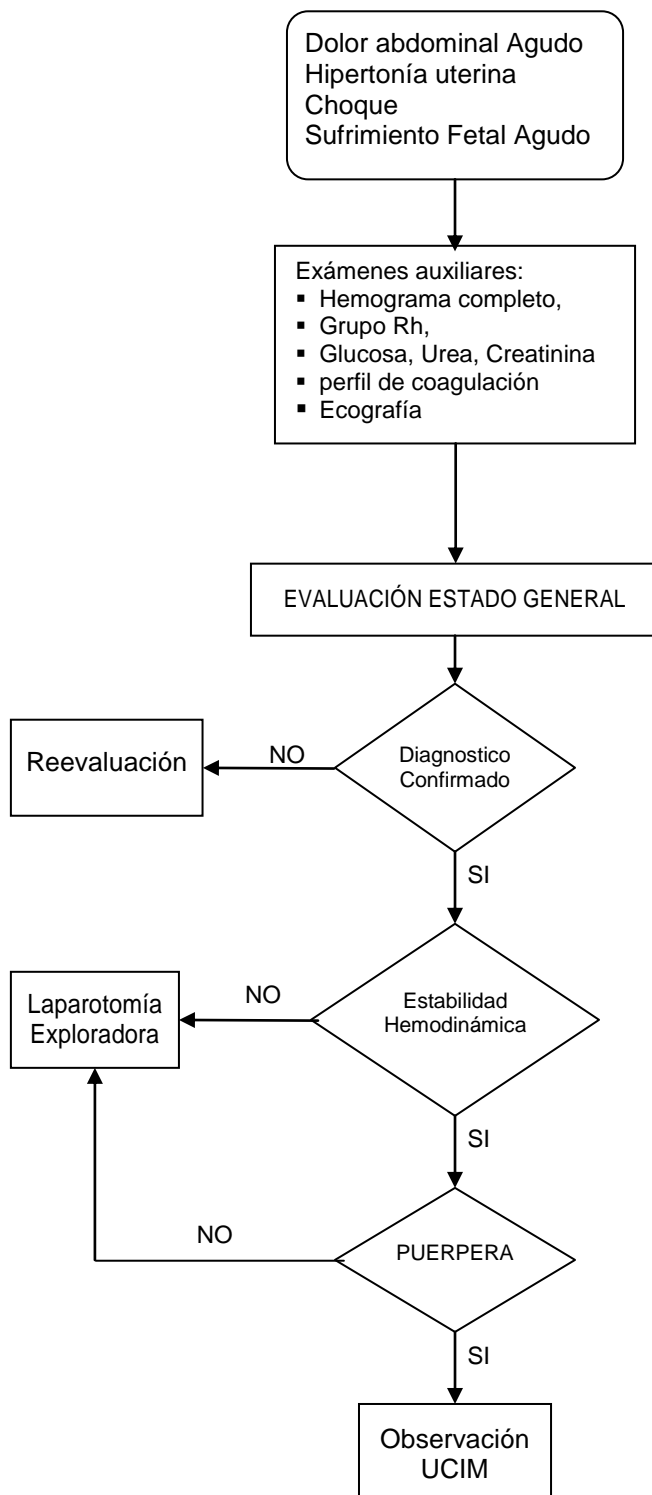 Dolor abdominal Agudo
Hipertonía uterina
Choque
Sufrimiento Fetal Agudo
Exámenes auxiliares:
▪ Hemograma completo,
▪ Grupo Rh,
▪ Glucosa, Urea, Creatinina
▪ perfil de coagulación
▪ Ecografía
EVALUACIÓN ESTADO GENERAL
Reevaluación
NO
Diagnostico
Confirmado
SI
Laparotomía
Exploradora
NO
Estabilidad
Hemodinámica
SI
NO
PUERPERA
SI
Observación
UCIM